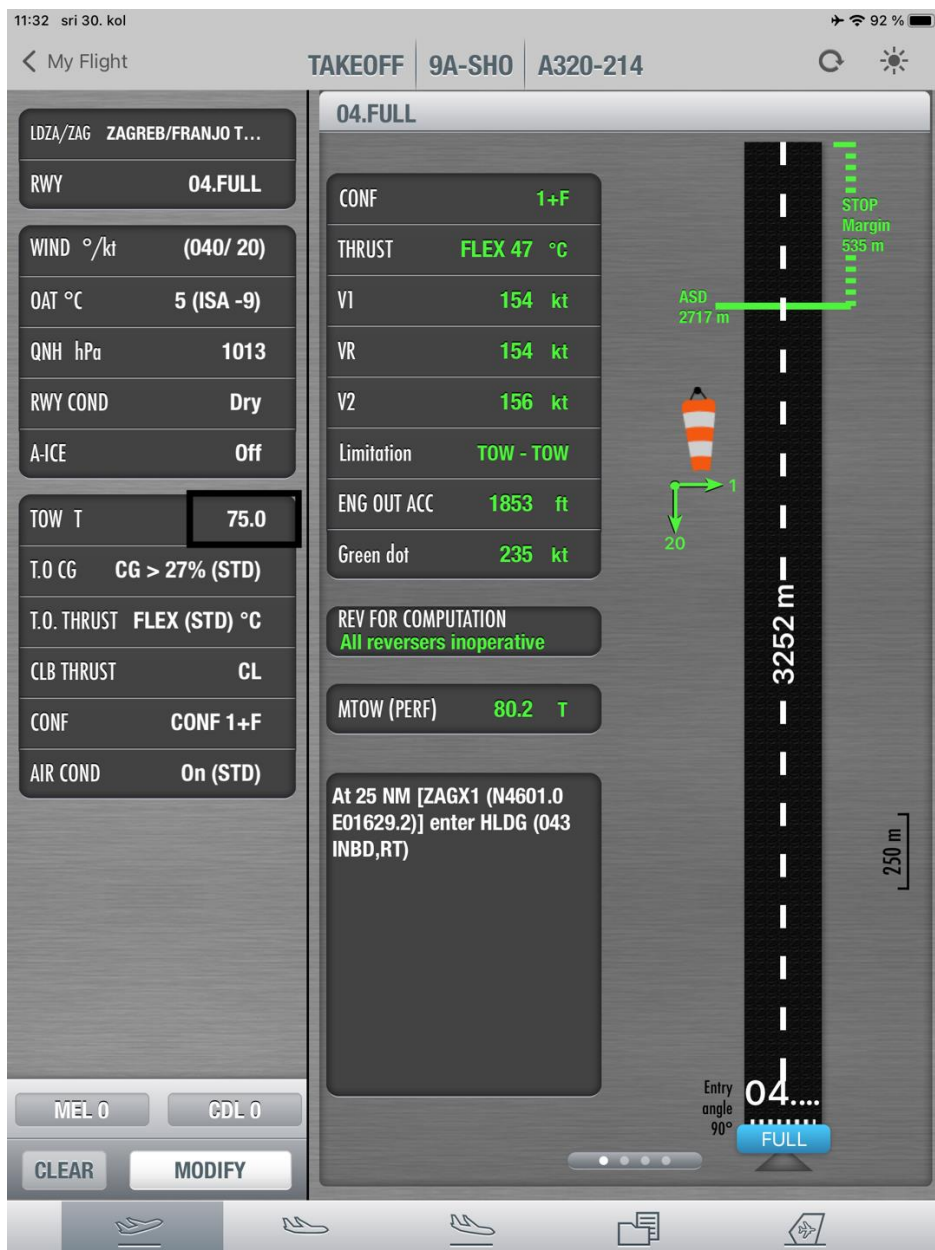 11:32 sri 30. kol
92 %
My Flight
TAKEOFF 9A-SHO A320-214
LDZA/ZAG ZAGREB/FRANJO T...
RWY 04.FULL
WIND °/kt (040/ 20)
OAT °C 5 (ISA -9)
QNH hPa 1013
RWY COND Dry
A-ICE Off
TOW T 75.0
T.O CG CG > 27% (STD)
T.O. THRUST FLEX (STD) °C
CLB THRUST CL
CONF CONF 1+F
AIR COND On (STD)
MEL 0 CDL 0
CLEAR MODIFY
04.FULL
CONF 1+F
THRUST FLEX 47 °C
V1 154 kt
VR 154 kt
V2 156 kt
Limitation TOW - TOW
ENG OUT ACC 1853 ft
Green dot 235 kt
REV FOR COMPUTATION
All reversers inoperative
MTOW (PERF) 80.2 T
At 25 NM [ZAGX1 (N4601.0
E01629.2)] enter HLDG (043
INBD,RT)
STOP
Margin
535 m
ASD
2717 m
1
20
3252 m
250 m
Entry
angle
90°
04....
FULL